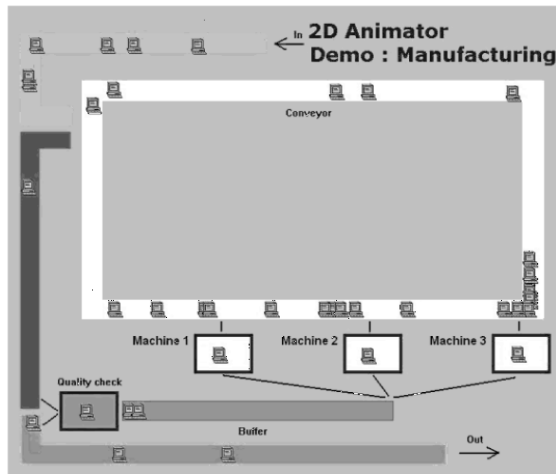 In 2D Animator
Demo : Manufacturing
Conveyor
Machine 1
Machine 2
Machine 3
Quality check
Buffer
Out